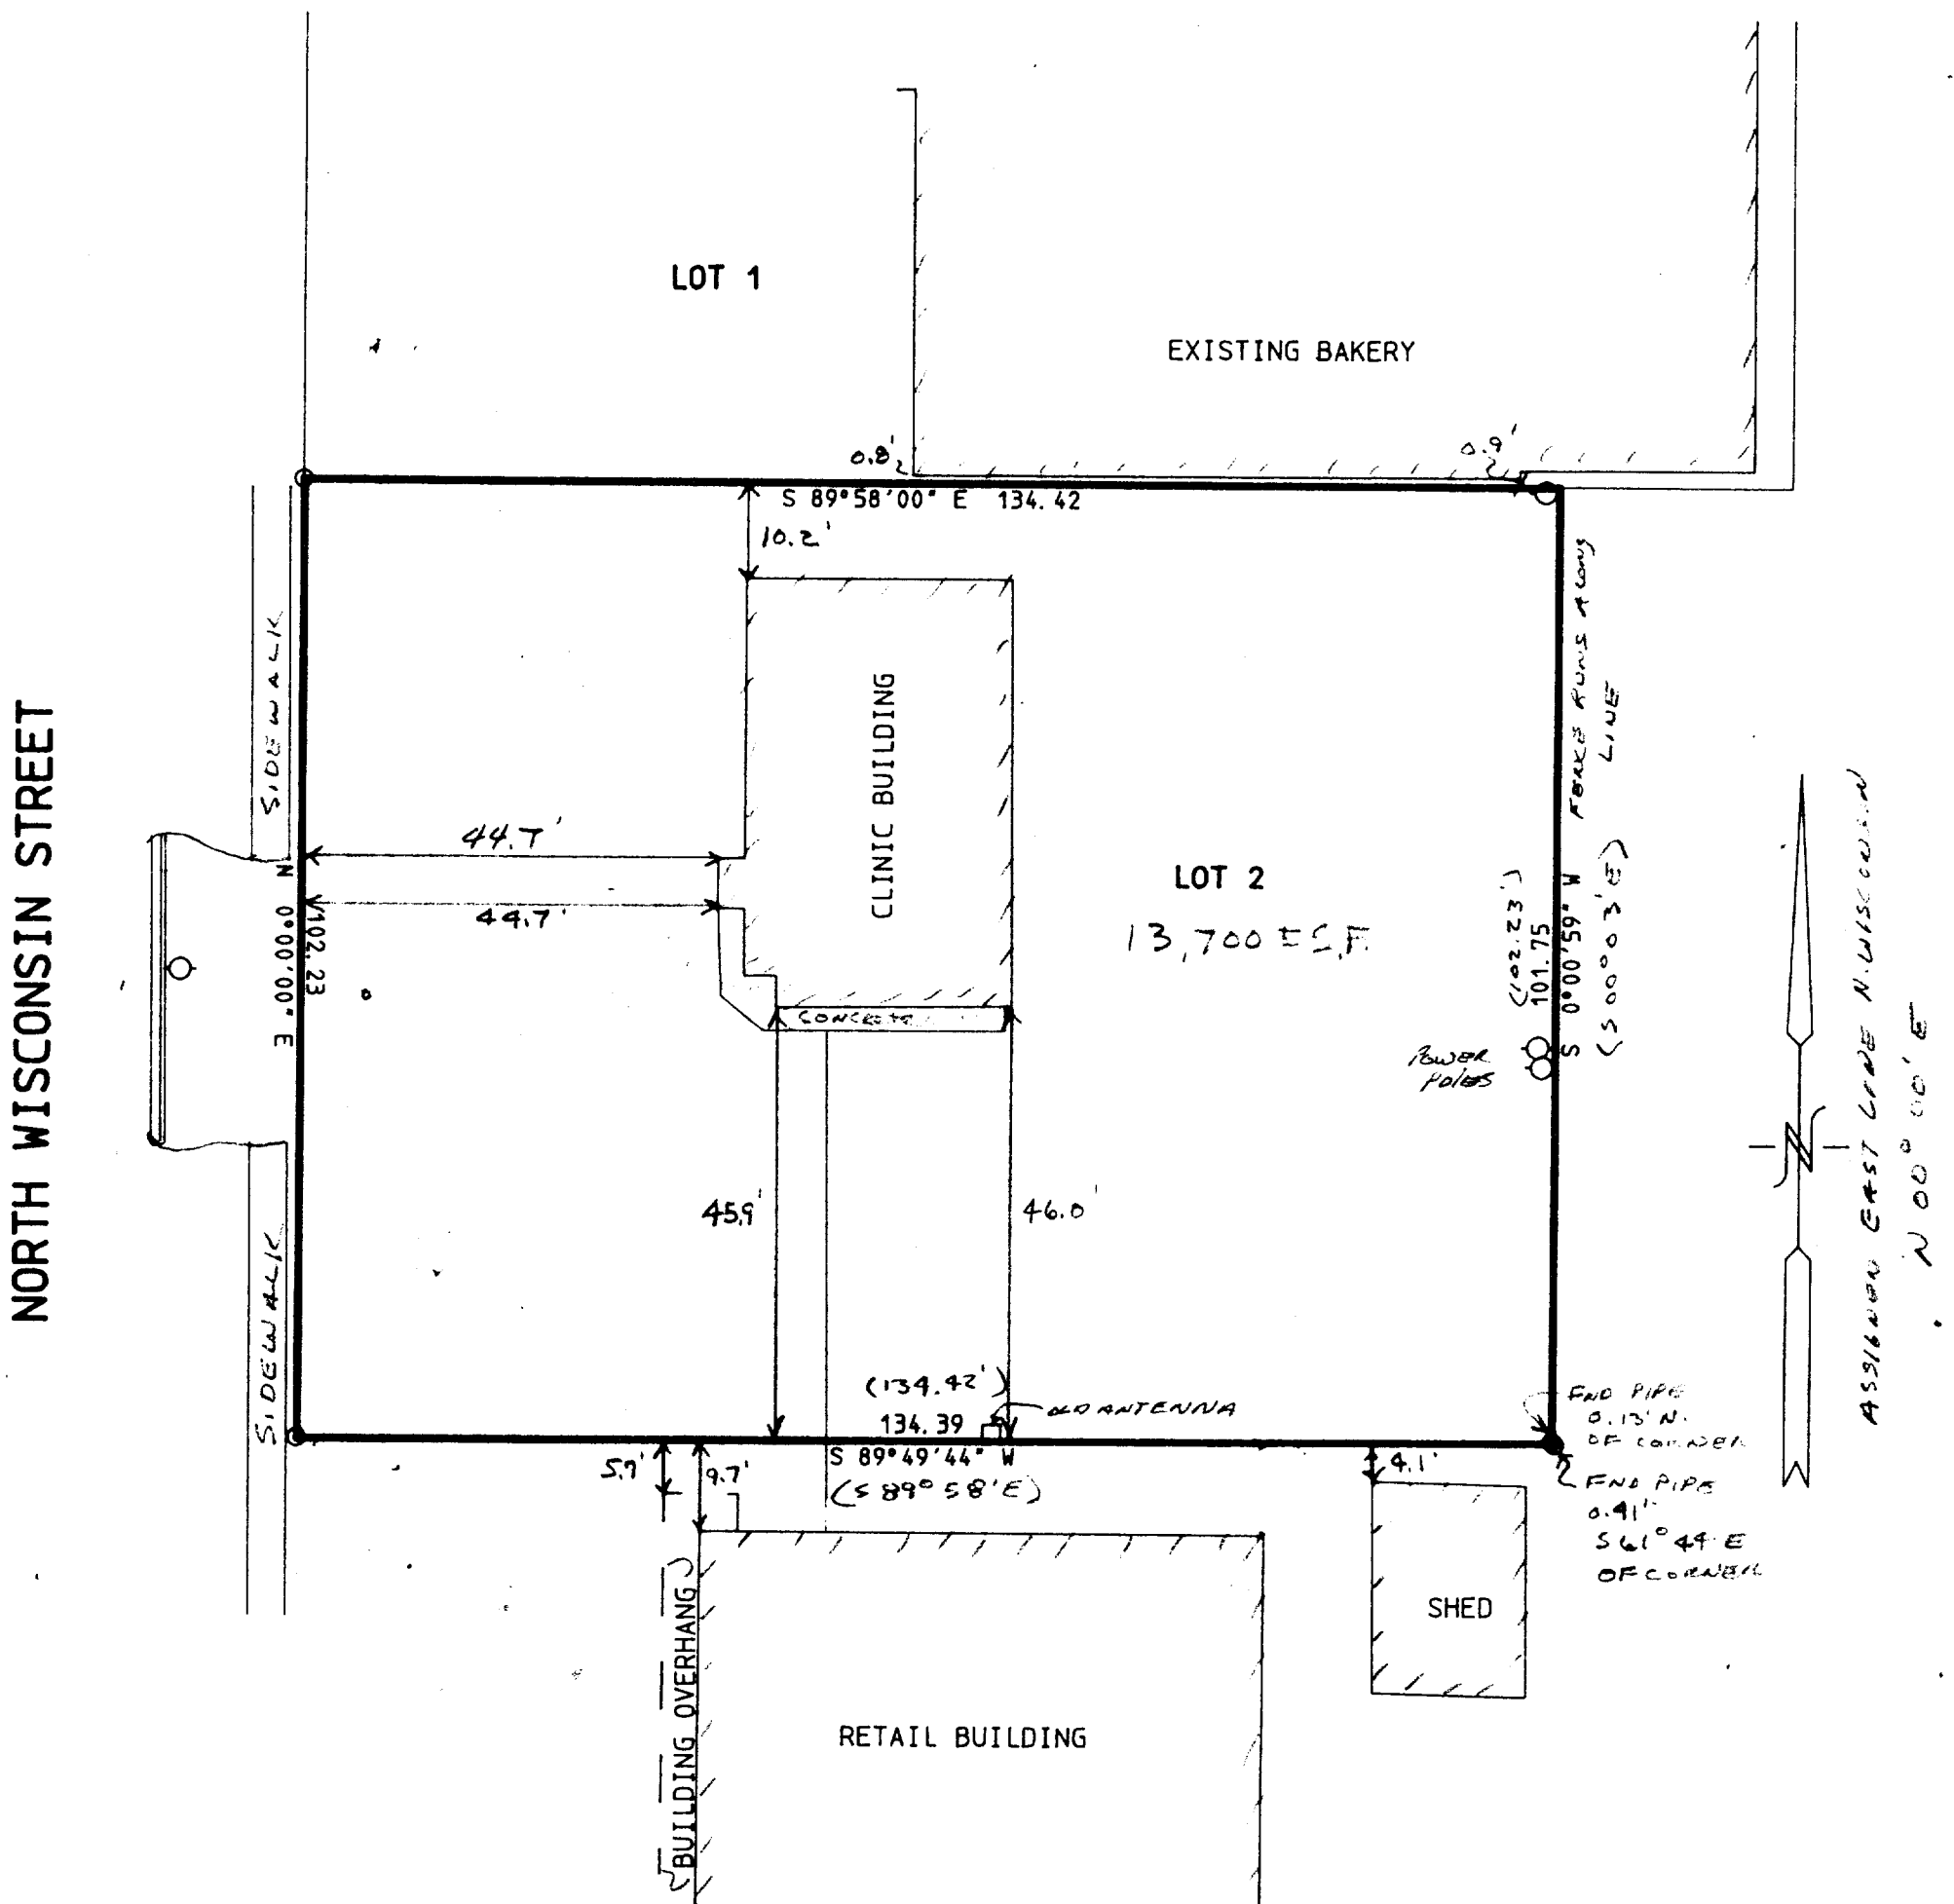 LOT 1
EXISTING BAKERY
0.8'
0.9'
S 89°58'00" E 134.42
10.2'
SIDEWALK
NORTH WISCONSIN STREET
44.7'
44.7'
N 0°00'00" E
102.23
CLINIC BUILDING
LOT 2
13,700 ± S.F.
CONCRETE
FENCE RUNS ALONG
LINE
(102.23')
101.75
S 0°00'59" W
(S 00°03'E)
POWER
POLES
ASSIGNED EAST LINE N. WISCONSIN
N 00°00' E
N
45.9'
46.0'
SIDEWALK
(134.42')
134.39
OLD ANTENNA
S 89°49'44" W
(S 89°58'E)
5.7'
9.7'
4.1'
FND PIPE
0.13' N.
OF CORNER
FND PIPE
0.41'
S 61°44 E
OF CORNER
SHED
(BUILDING OVERHANG)
RETAIL BUILDING